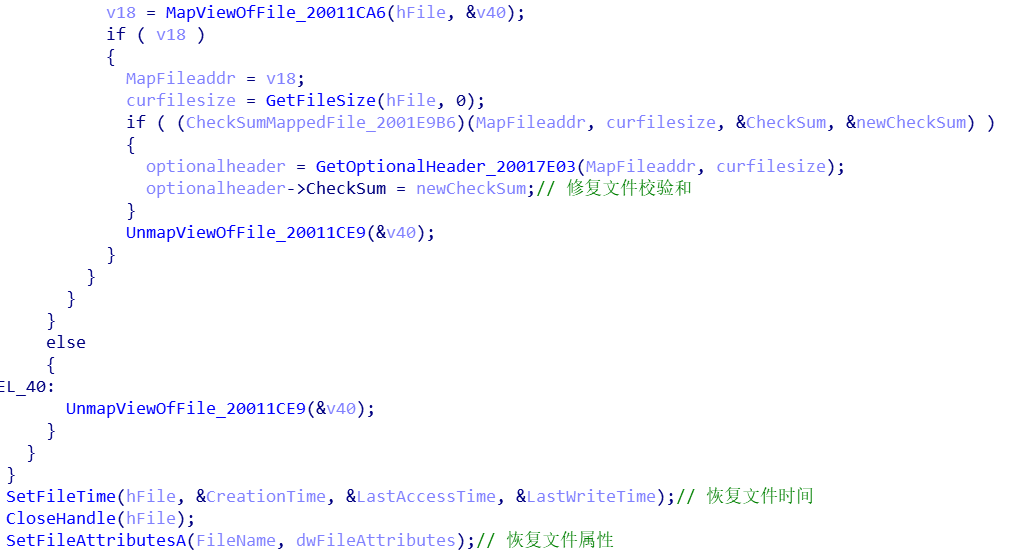 v18 = MapViewOfFile_20011CA6(hFile, &v40);
if ( v18 )
{
MapFileaddr = v18;
curfilesize = GetFileSize(hFile, 0);
if ( (CheckSumMappedFile_2001E9B6)(MapFileaddr, curfilesize, &CheckSum, &newCheckSum) )
{
optionalheader = GetOptionalHeader_20017E03(MapFileaddr, curfilesize);
optionalheader->CheckSum = newCheckSum;// 修复文件校验和
}
UnmapViewOfFile_20011CE9(&v40);
}
}
}
}
else
{
EL_40:
UnmapViewOfFile_20011CE9(&v40);
}
}
}
SetFileTime(hFile, &CreationTime, &LastAccessTime, &LastWriteTime);// 恢复文件时间
CloseHandle(hFile);
SetFileAttributesA(FileName, dwFileAttributes);// 恢复文件属性